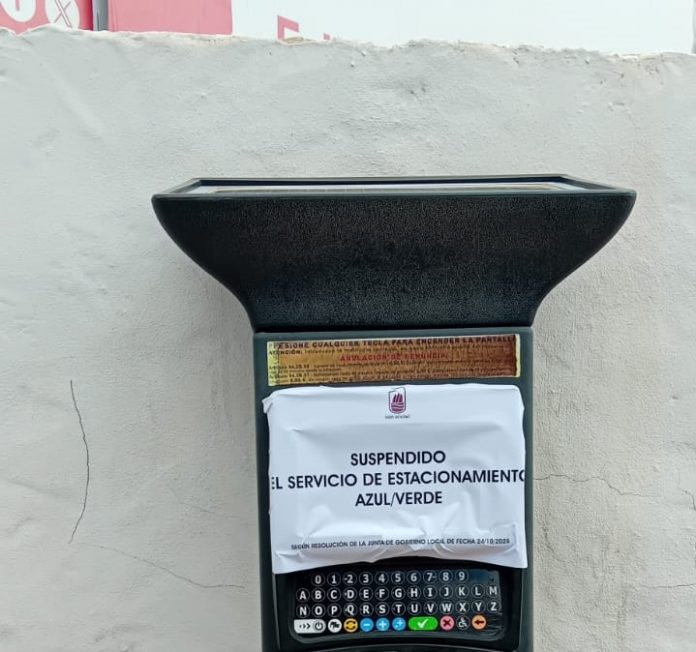 PRESIONE CUALQUIER TECLA PARA ENCENDER LA PANTALLA
ATENCIÓN:
ANULACIÓN DE DENUNCIA
SUSPENDIDO
EL SERVICIO DE ESTACIONAMIENTO
AZUL/VERDE
SEGÚN RESOLUCIÓN DE LA JUNTA DE GOBIERNO LOCAL DE FECHA 24/10/2025
0 1 2 3 4 5 6 7 8 9
A B C D E F G H I J K L M
N O P Q R S T U V W X Y Z